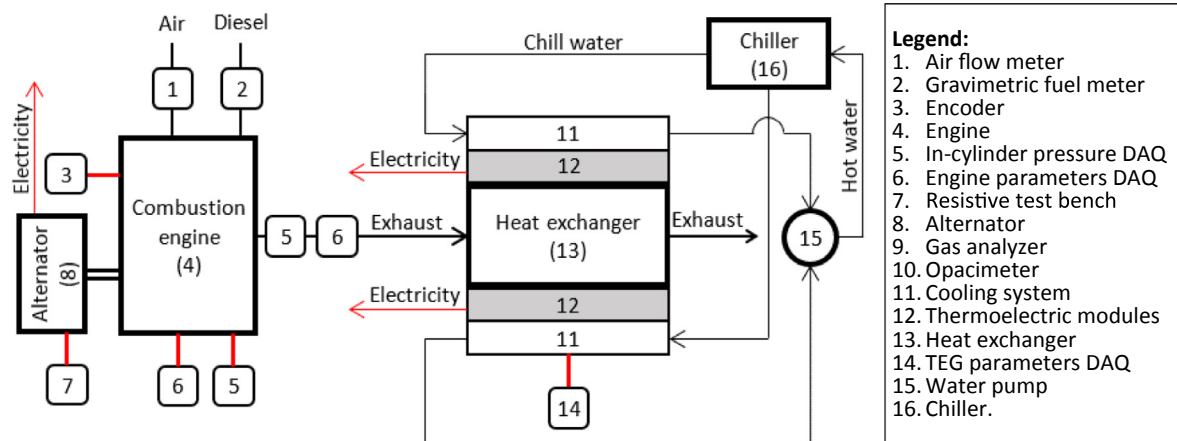 Air Diesel
1 2
Electricity
3
Combustion
engine
(4)
Alternator
(8)
7
6
5
5
6
Exhaust
Chill water
Chiller
(16)
11
Electricity
12
Heat exchanger
(13)
Exhaust
Electricity
12
11
14
15
Hot water
Legend:
1. Air flow meter
2. Gravimetric fuel meter
3. Encoder
4. Engine
5. In-cylinder pressure DAQ
6. Engine parameters DAQ
7. Resistive test bench
8. Alternator
9. Gas analyzer
10. Opacimeter
11. Cooling system
12. Thermoelectric modules
13. Heat exchanger
14. TEG parameters DAQ
15. Water pump
16. Chiller.